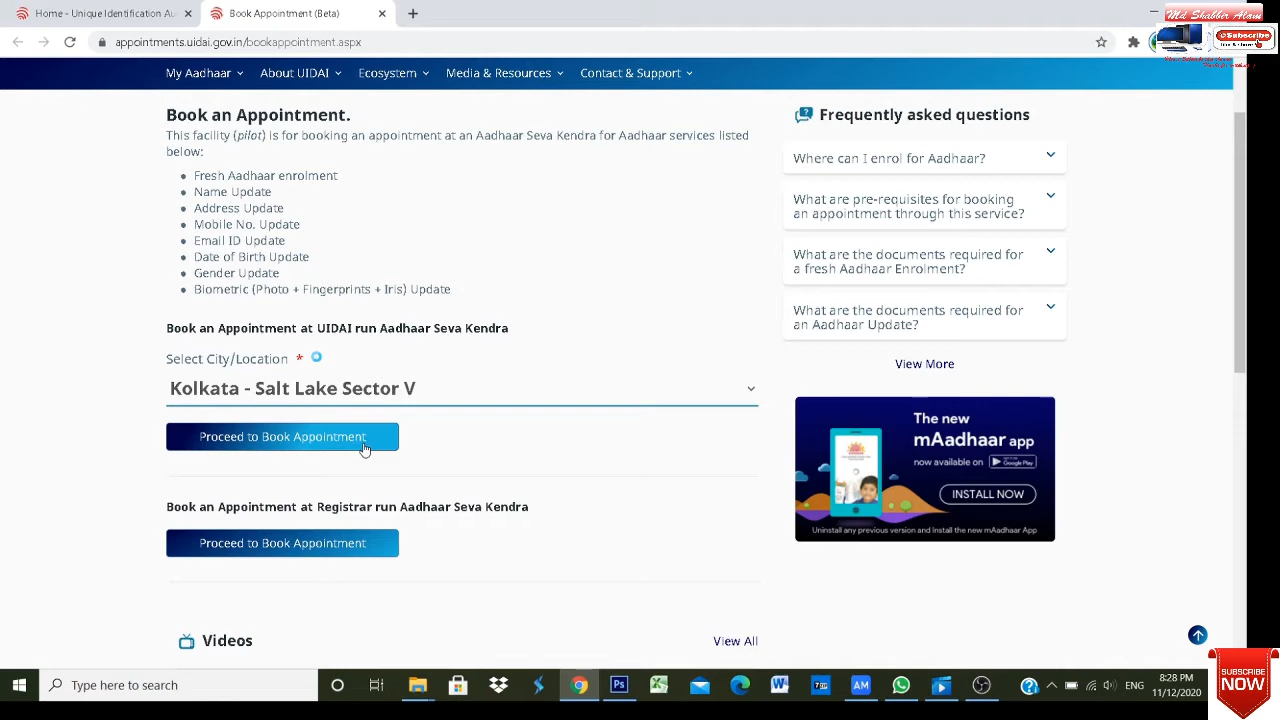 Home - Unique Identification Au
Book an Appointment (Beta)
Md Shabbir Alam
Subscribe
appointments.uidai.gov.in/bookappointment.aspx
My Aadhaar
About UIDAI
Ecosystem
Media & Resources
Contact & Support
Book an Appointment.
This facility (pilot) is for booking an appointment at an Aadhaar Seva Kendra for Aadhaar services listed
below:
Fresh Aadhaar enrolment
Name Update
Address Update
Mobile No. Update
Email ID Update
Date of Birth Update
Gender Update
Biometric (Photo + Fingerprints + Iris) Update
Book an Appointment at UIDAI run Aadhaar Seva Kendra
Select City/Location *
Kolkata - Salt Lake Sector V
Proceed to Book Appointment
Book an Appointment at Registrar run Aadhaar Seva Kendra
Proceed to Book Appointment
Videos
View All
Frequently asked questions
Where can I enrol for Aadhaar?
What are pre-requisites for booking
an appointment through this service?
What are the documents required for
a fresh Aadhaar Enrolment?
What are the documents required for
an Aadhaar Update?
View More
The new
mAadhaar app
now available on Google Play
INSTALL NOW
Uninstall any previous version and install the new mAadhaar App
Type here to search
Ps
W
AM
ENG
8:28 PM
11/12/2020
SUBSCRIBE
NOW